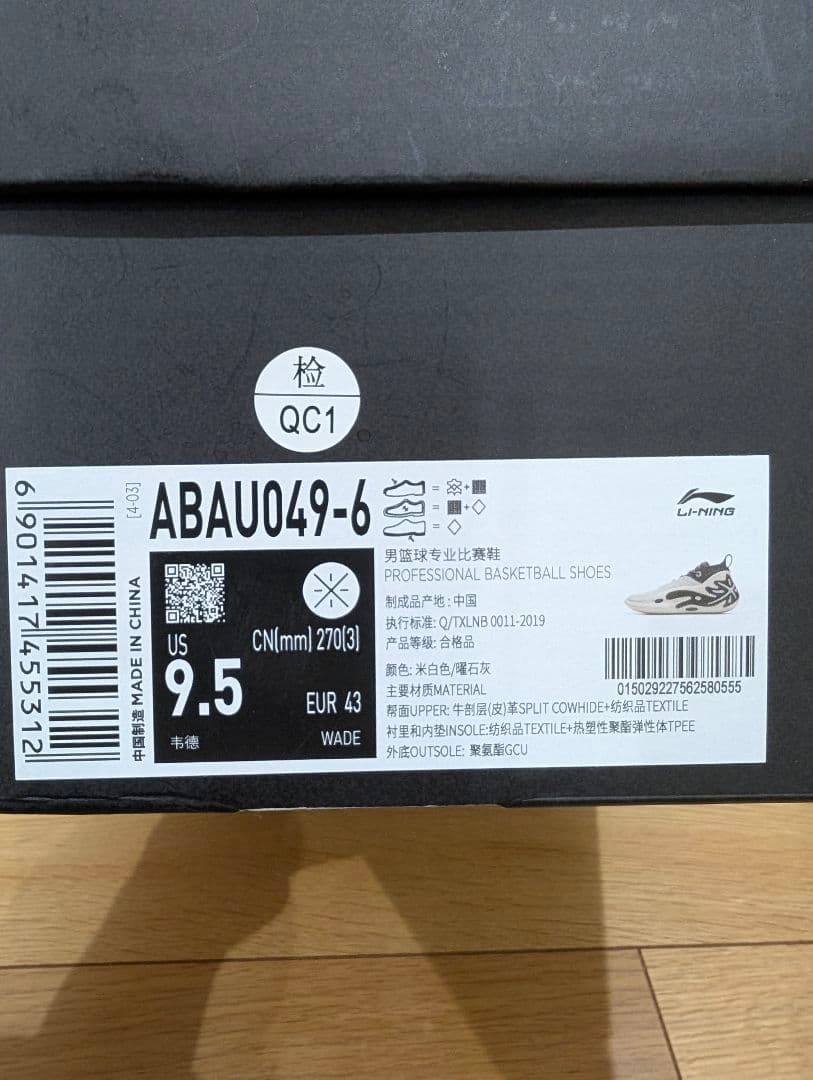 检
QC1
6 901417 455312
[4-03]
中国制造 MADE IN CHINA
ABAU049-6
US
9.5
CN(mm) 270(3)
EUR 43
韦德
WADE
LI-NING
男篮球专业比赛鞋
PROFESSIONAL BASKETBALL SHOES
制成品产地: 中国
执行标准: Q/TXLNB 0011-2019
产品等级: 合格品
颜色: 米白色/曜石灰
主要材质MATERIAL
帮面UPPER: 牛剖层(皮)革SPLIT COWHIDE+纺织品TEXTILE
衬里和内垫INSOLE:纺织品TEXTILE+热塑性聚酯弹性体TPEE
外底OUTSOLE: 聚氨酯GCU
015029227562580555